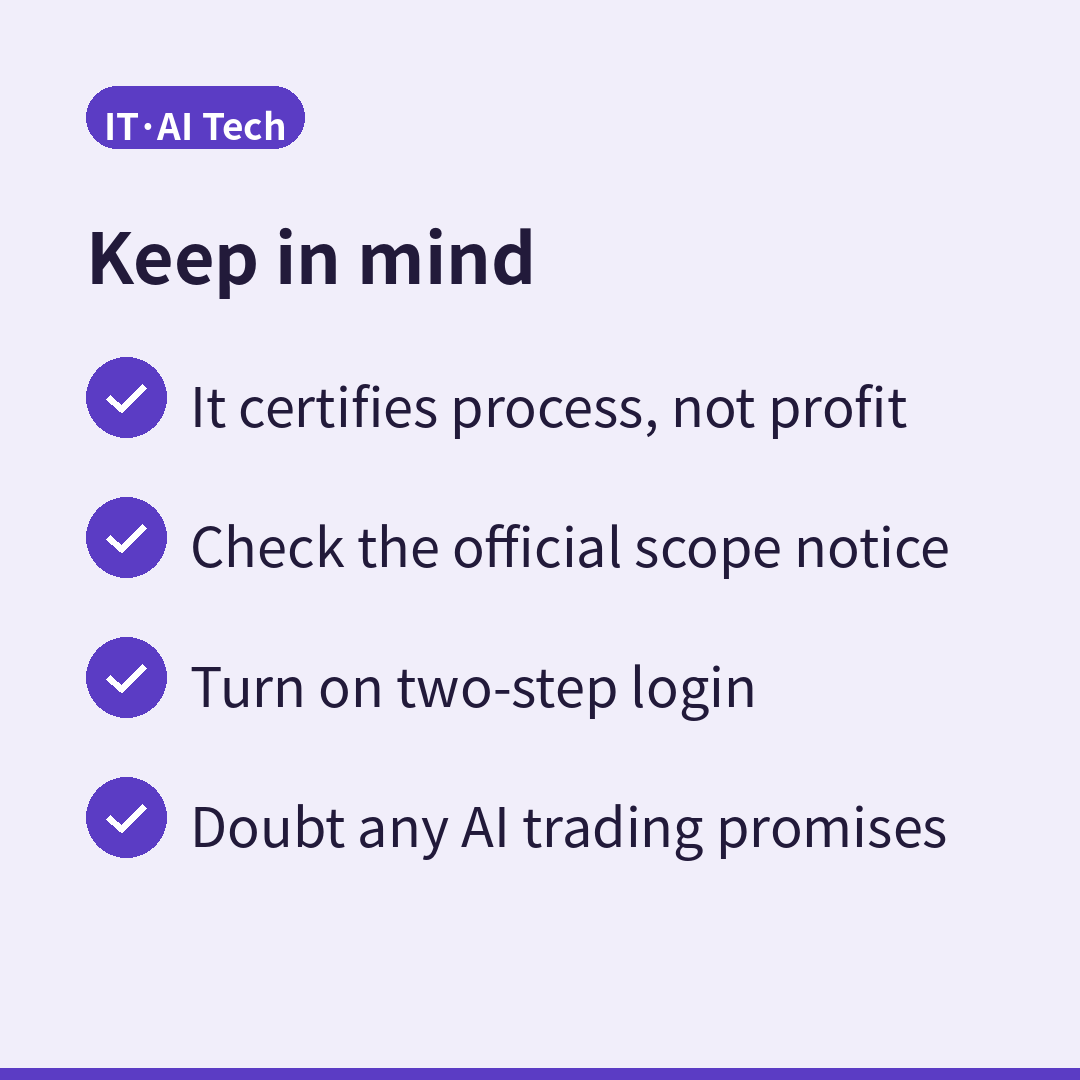 IT·AI Tech
Keep in mind
It certifies process, not profit
Check the official scope notice
Turn on two-step login
Doubt any AI trading promises